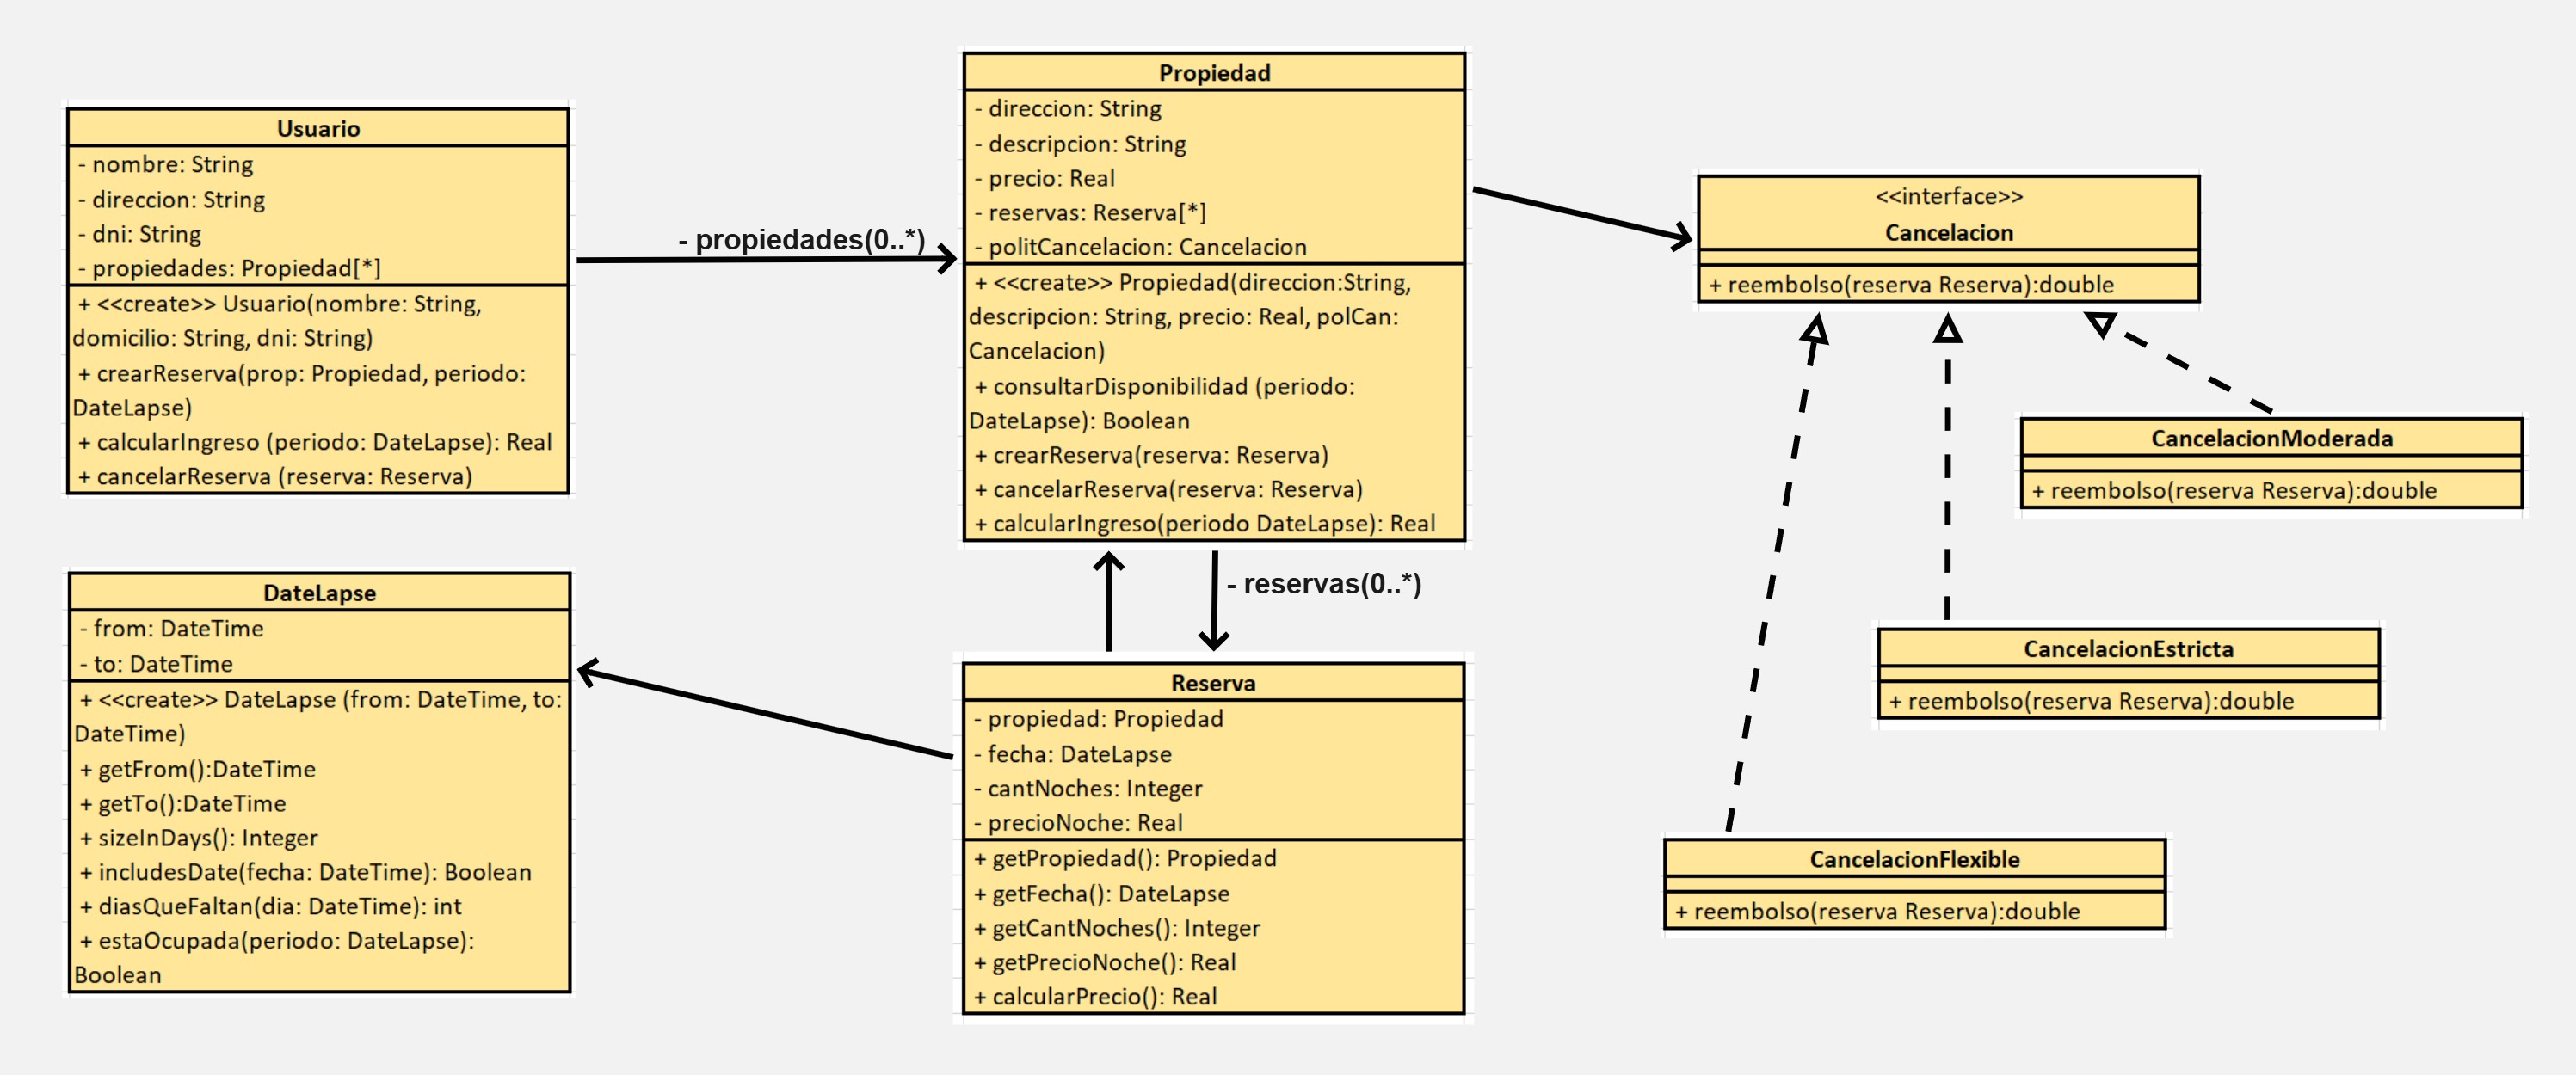 Usuario
- nombre: String
- direccion: String
- dni: String
- propiedades: Propiedad[*]
+ <<create>> Usuario(nombre: String,
domicilio: String, dni: String)
+ crearReserva(prop: Propiedad, periodo:
DateLapse)
+ calcularIngreso (periodo: DateLapse): Real
+ cancelarReserva (reserva: Reserva)
- propiedades(0..*)
Propiedad
- direccion: String
- descripcion: String
- precio: Real
- reservas: Reserva[*]
- politCancelacion: Cancelacion
+ <<create>> Propiedad(direccion:String,
descripcion: String, precio: Real, polCan:
Cancelacion)
+ consultarDisponibilidad (periodo:
DateLapse): Boolean
+ crearReserva(reserva: Reserva)
+ cancelarReserva(reserva: Reserva)
+ calcularIngreso(periodo DateLapse): Real
<<interface>>
Cancelacion
+ reembolso(reserva Reserva):double
CancelacionModerada
+ reembolso(reserva Reserva):double
CancelacionEstricta
+ reembolso(reserva Reserva):double
CancelacionFlexible
+ reembolso(reserva Reserva):double
- reservas(0..*)
DateLapse
- from: DateTime
- to: DateTime
+ <<create>> DateLapse (from: DateTime, to:
DateTime)
+ getFrom():DateTime
+ getTo():DateTime
+ sizeInDays(): Integer
+ includesDate(fecha: DateTime): Boolean
+ diasQueFaltan(dia: DateTime): int
+ estaOcupada(periodo: DateLapse):
Boolean
Reserva
- propiedad: Propiedad
- fecha: DateLapse
- cantNoches: Integer
- precioNoche: Real
+ getPropiedad(): Propiedad
+ getFecha(): DateLapse
+ getCantNoches(): Integer
+ getPrecioNoche(): Real
+ calcularPrecio(): Real